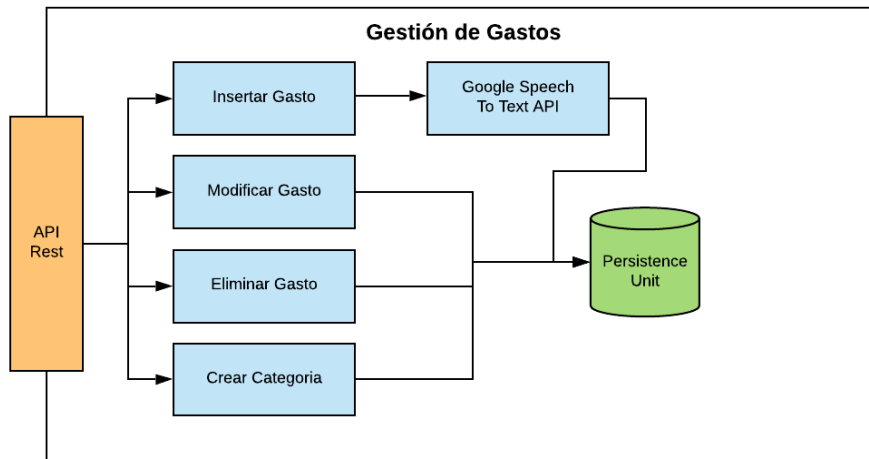 Gestión de Gastos
API
Rest
Insertar Gasto
Google Speech
To Text API
Modificar Gasto
Eliminar Gasto
Crear Categoria
Persistence
Unit